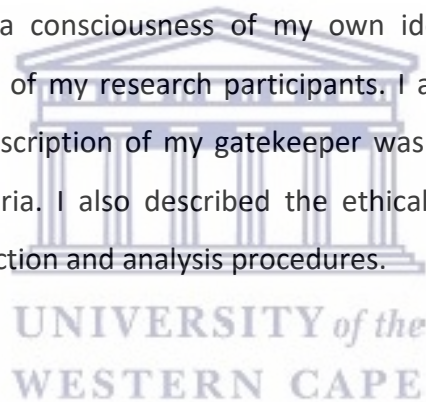 a consciousness of my own ide
of my research participants. I a
scription of my gatekeeper was
ria. I also described the ethical
ction and analysis procedures.
UNIVERSITY of the
WESTERN CAPE